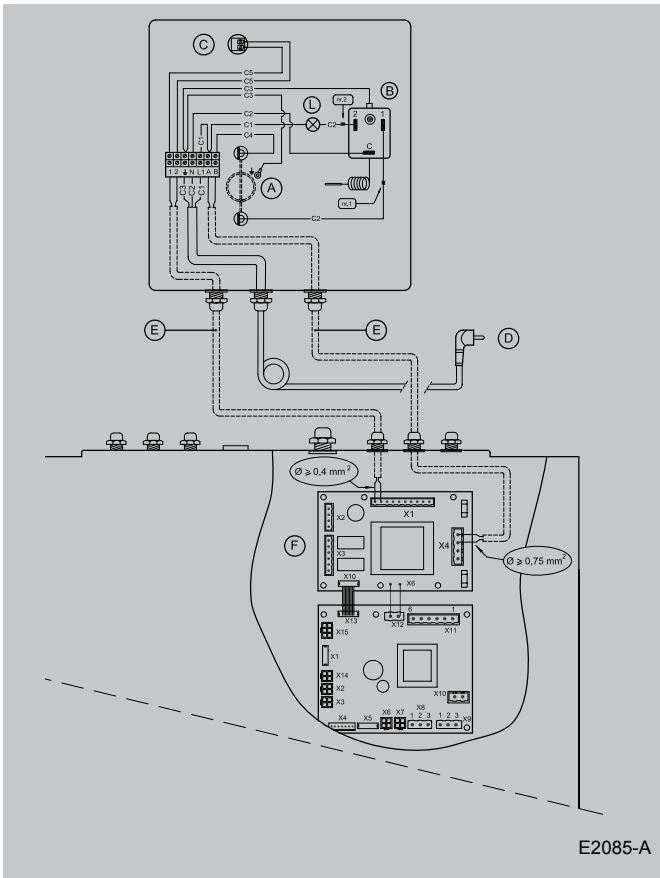 C
C5
C5
C3
C3
B
L
nr,2
2 1
C2
C1
C2
C4
C1
C
A
1 2 N L1 A B
C3
C2
C1
nr.1
C2
E
E
D
Ø ≥ 0,4 mm²
X1
X2
F
X3
X4
Ø ≥ 0,75 mm²
X10
X6
X13
X12
6 1
X11
X15
X1
X14
X2
X3
X10
X4
X5
X6
X7
X8
1 2 3
1 2 3
X9
E2085-A